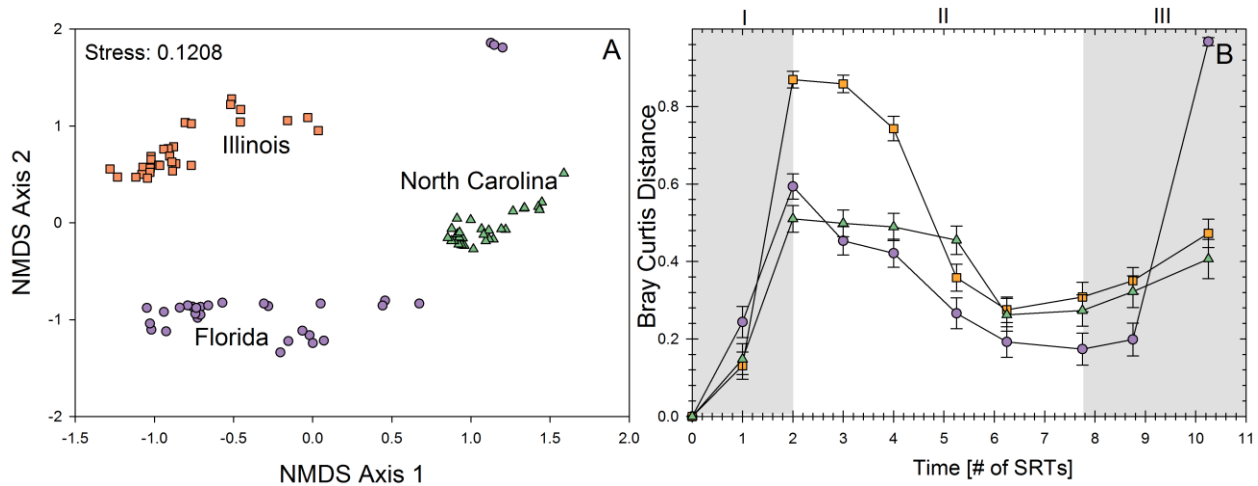 I II III
Stress: 0.1208
A
Illinois
North Carolina
Florida
2
1
0
-1
-2
NMDS Axis 2
-1.5 -1.0 -0.5 0.0 0.5 1.0 1.5 2.0
NMDS Axis 1
B
0.8
0.6
0.4
0.2
0.0
Bray Curtis Distance
0 1 2 3 4 5 6 7 8 9 10 11
Time [# of SRTs]